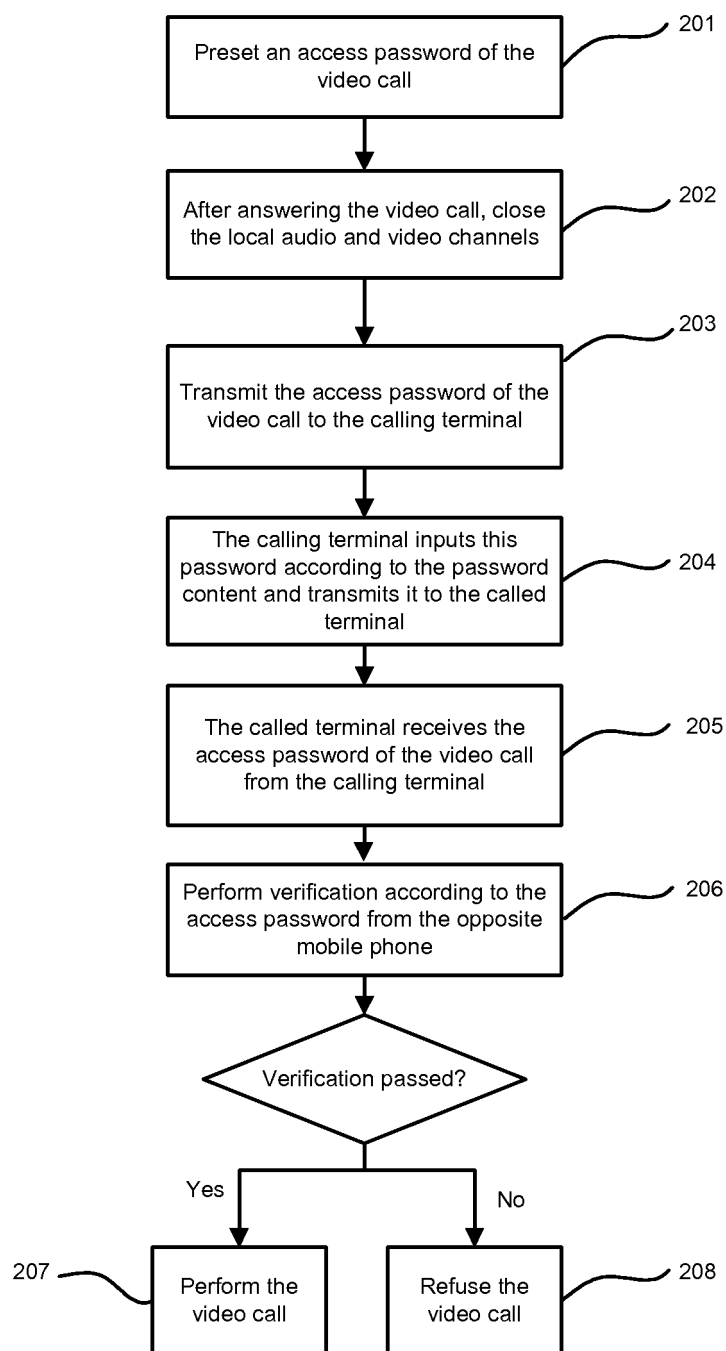 Preset an access password of the
video call
201
After answering the video call, close
the local audio and video channels
202
203
Transmit the access password of the
video call to the calling terminal
The calling terminal inputs this
password according to the password
content and transmits it to the called
terminal
204
The called terminal receives the
access password of the video call
from the calling terminal
205
Perform verification according to the
access password from the opposite
mobile phone
206
Verification passed?
Yes
No
207
Perform the
video call
Refuse the
video call
208